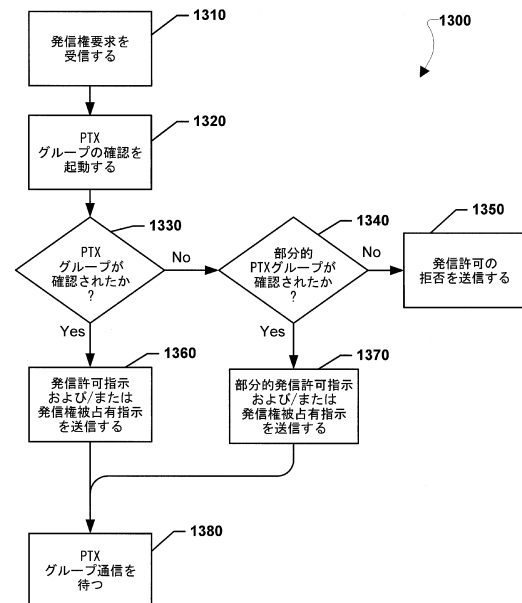 1310
1300
発信権要求を
受信する
1320
PTX
グループの確認を
起動する
1330
1340
1350
PTX
グループが
確認されたか
?
No
部分的
PTXグループが
確認されたか
?
No
発信許可の
拒否を送信する
Yes
Yes
1360
1370
発信許可指示
および/または
発信権被占有指示
を送信する
部分的発信許可指示
および/または
発信権被占有指示
を送信する
1380
PTX
グループ通信を
待つ